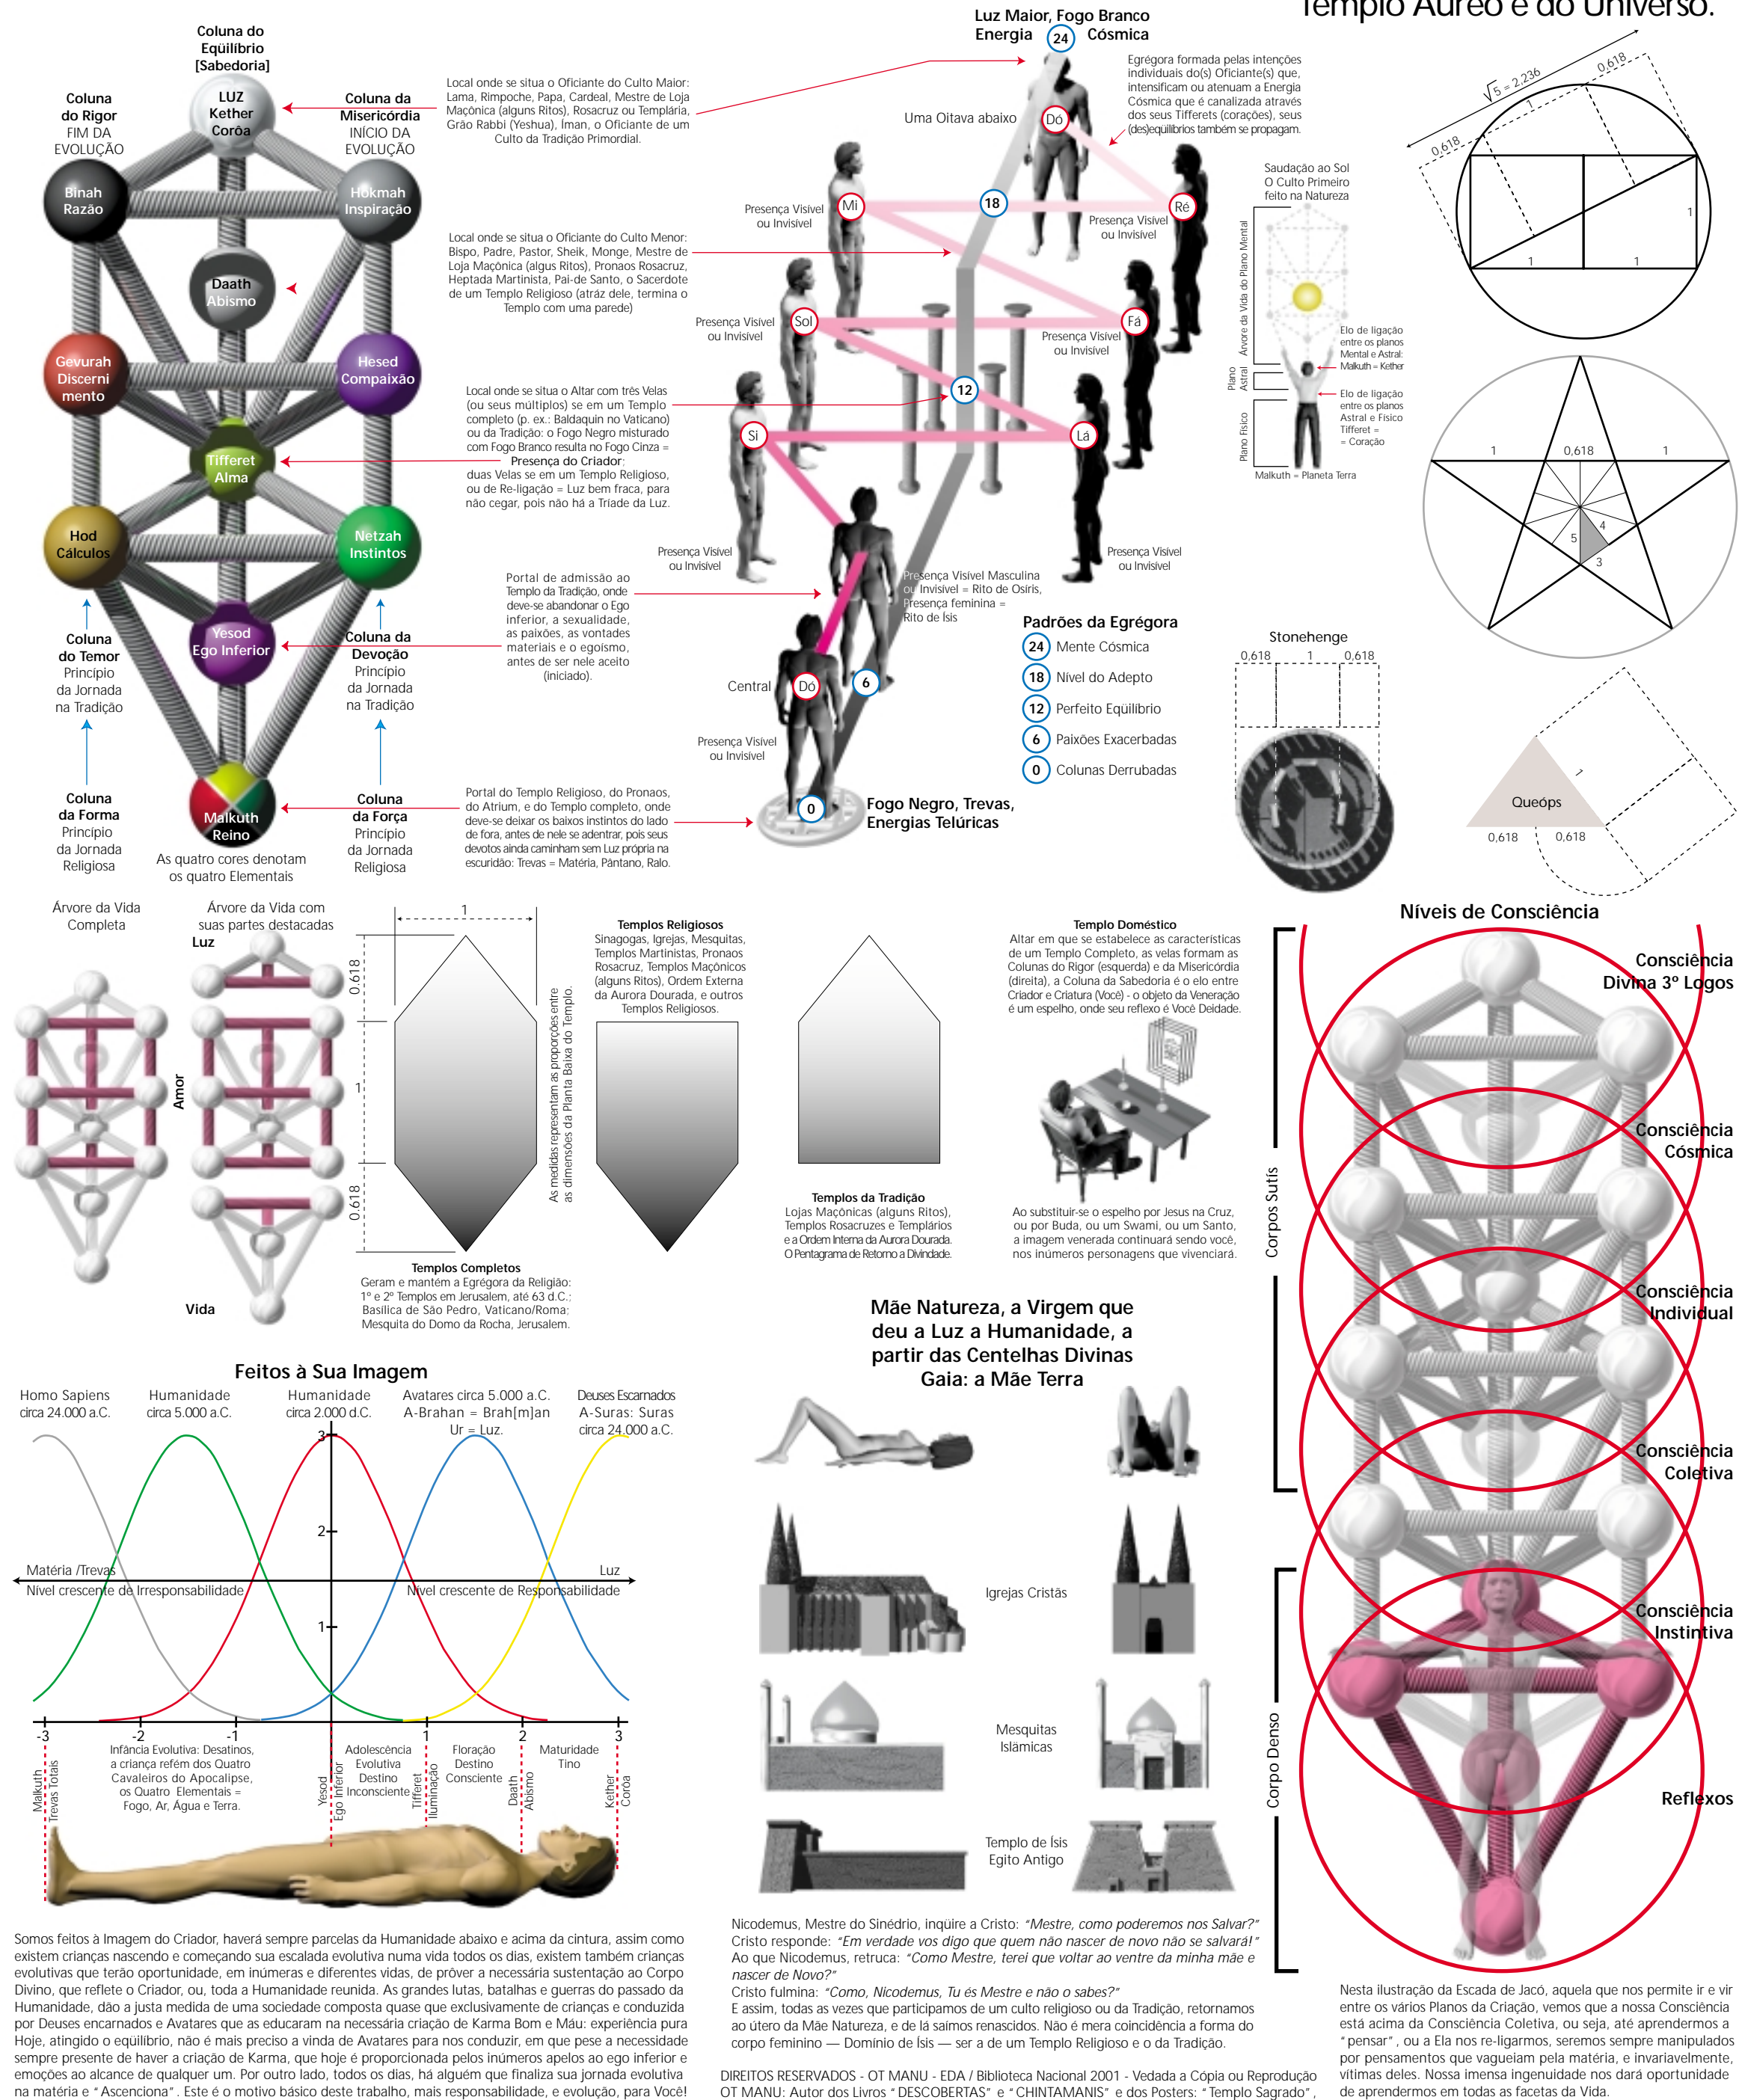 Templo Áureo e do Universo.
Coluna do
Eqüilíbrio
[Sabedoria]
Coluna
do Rigor
FIM DA
EVOLUÇÃO
LUZ
Kether
Corôa
Coluna da
Misericórdia
INÍCIO DA
EVOLUÇÃO
Binah
Razão
Hokmah
Inspiração
Daath
Abismo
Gevurah
Discerni
mento
Hesed
Compaixão
Tifferet
Alma
Hod
Cálculos
Netzah
Instintos
Yesod
Ego Inferior
Coluna
do Temor
Princípio
da Jornada
na Tradição
Coluna da
Devoção
Princípio
da Jornada
na Tradição
Coluna
da Forma
Princípio
da Jornada
Religiosa
Malkuth
Reino
Coluna
da Força
Princípio
da Jornada
Religiosa
As quatro cores denotam
os quatro Elementais
Local onde se situa o Oficiante do Culto Maior:
Lama, Rimpoche, Papa, Cardeal, Mestre de Loja
Maçônica (alguns Ritos), Rosacruz ou Templária,
Grão Rabbi (Yeshua), Íman, o Oficiante de um
Culto da Tradição Primordial.
Local onde se situa o Oficiante do Culto Menor:
Bispo, Padre, Pastor, Sheik, Monge, Mestre de
Loja Maçônica (algus Ritos), Pronaos Rosacruz,
Heptada Martinista, Pai-de Santo, o Sacerdote
de um Templo Religioso (atráz dele, termina o
Templo com uma parede)
Local onde se situa o Altar com três Velas
(ou seus múltiplos) se em um Templo
completo (p. ex.: Baldaquin no Vaticano)
ou da Tradição: o Fogo Negro misturado
com Fogo Branco resulta no Fogo Cinza =
Presença do Criador;
duas Velas se em um Templo Religioso,
ou de Re-ligação = Luz bem fraca, para
não cegar, pois não há a Tríade da Luz.
Portal de admissão ao
Templo da Tradição, onde
deve-se abandonar o Ego
inferior, a sexualidade,
as paixões, as vontades
materiais e o egoísmo,
antes de ser nele aceito
(iniciado).
Portal do Templo Religioso, do Pronaos,
do Atrium, e do Templo completo, onde
deve-se deixar os baixos instintos do lado
de fora, antes de nele se adentrar, pois seus
devotos ainda caminham sem Luz própria na
escuridão: Trevas = Matéria, Pântano, Ralo.
Luz Maior, Fogo Branco
Energia 24 Cósmica
Egrégora formada pelas intenções
individuais do(s) Oficiante(s) que,
intensificam ou atenuam a Energia
Cósmica que é canalizada através
dos seus Tifferets (corações), seus
(des)eqüilíbrios também se propagam.
Uma Oitava abaixo
Dó
Mi
18
Ré
Presença Visível
ou Invisível
Presença Visível
ou Invisível
Sol
Fá
Presença Visível
ou Invisível
Presença Visível
ou Invisível
12
Si
Lá
Presença Visível
ou Invisível
Presença Visível
ou Invisível
Presença Visível Masculina
ou Invisível = Rito de Osíris,
Presença feminina =
Rito de Ísis
Central
Dó
6
Presença Visível
ou Invisível
0
Fogo Negro, Trevas,
Energias Telúricas
Padrões da Egrégora
24 Mente Cósmica
18 Nível do Adepto
12 Perfeito Eqüilíbrio
6 Paixões Exacerbadas
0 Colunas Derrubadas
Saudação ao Sol
O Culto Primeiro
feito na Natureza
Árvore da Vida do Plano Mental
Plano
Astral
Plano Físico
Elo de ligação
entre os planos
Mental e Astral:
Malkuth = Kether
Elo de ligação
entre os planos
Astral e Físico
Tifferet =
= Coração
Malkuth = Planeta Terra
√5 = 2,236
0,618
1
0,618
1
1
1
1
0,618
1
4
5
3
Stonehenge
0,618
1
0,618
Queóps
1
0,618
0,618
Árvore da Vida
Completa
Árvore da Vida com
suas partes destacadas
Luz
Amor
Vida
1
0.618
1
0.618
As medidas representam as proporções entre
as dimensões da Planta Baixa do Templo.
Templos Completos
Geram e mantém a Egrégora da Religião:
1º e 2º Templos em Jerusalem, até 63 d.C.:
Basílica de São Pedro, Vaticano/Roma;
Mesquita do Domo da Rocha, Jerusalem.
Templos Religiosos
Sinagogas, Igrejas, Mesquitas,
Templos Martinistas, Pronaos
Rosacruz, Templos Maçônicos
(alguns Ritos), Ordem Externa
da Aurora Dourada, e outros
Templos Religiosos.
Templos da Tradição
Lojas Maçônicas (alguns Ritos),
Templos Rosacruzes e Templários
e a Ordem Interna da Aurora Dourada.
O Pentagrama de Retorno a Divindade.
Templo Doméstico
Altar em que se estabelece as características
de um Templo Completo, as velas formam as
Colunas do Rigor (esquerda) e da Misericórdia
(direita), a Coluna da Sabedoria é o elo entre
Criador e Criatura (Você) - o objeto da Veneração
é um espelho, onde seu reflexo é Você Deidade.
Ao substituir-se o espelho por Jesus na Cruz,
ou por Buda, ou um Swami, ou um Santo,
a imagem venerada continuará sendo você,
nos inúmeros personagens que vivenciará.
Níveis de Consciência
Corpos Sutis
Corpo Denso
Consciência
Divina 3º Logos
Consciência
Cósmica
Consciência
Individual
Consciência
Coletiva
Consciência
Instintiva
Reflexos
Feitos à Sua Imagem
Homo Sapiens
circa 24.000 a.C.
Humanidade
circa 5.000 a.C.
Humanidade
circa 2.000 d.C.
Avatares circa 5.000 a.C.
A-Brahan = Brah[m]an
Ur = Luz.
Deuses Escarnados
A-Suras: Suras
circa 24.000 a.C.
3
2
1
Matéria /Trevas
Luz
Nível crescente de Irresponsabilidade
Nível crescente de Responsabilidade
-3 -2 -1 1 2 3
Malkuth
Trevas Totais
Infância Evolutiva: Desatinos,
a criança refém dos Quatro
Cavaleiros do Apocalipse,
os Quatro Elementais =
Fogo, Ar, Água e Terra.
Yesod
Ego Inferior
Adolescência
Evolutiva
Destino
Inconsciente
Tifferet
Iluminação
Floração
Destino
Consciente
Daath
Abismo
Maturidade
Tino
Kether
Corôa
Mãe Natureza, a Virgem que
deu a Luz a Humanidade, a
partir das Centelhas Divinas
Gaia: a Mãe Terra
Igrejas Cristãs
Mesquitas
Islâmicas
Templo de Ísis
Egito Antigo
Somos feitos à Imagem do Criador, haverá sempre parcelas da Humanidade abaixo e acima da cintura, assim como
existem crianças nascendo e começando sua escalada evolutiva numa vida todos os dias, existem também crianças
evolutivas que terão oportunidade, em inúmeras e diferentes vidas, de prôver a necessária sustentação ao Corpo
Divino, que reflete o Criador, ou, toda a Humanidade reunida. As grandes lutas, batalhas e guerras do passado da
Humanidade, dão a justa medida de uma sociedade composta quase que exclusivamente de crianças e conduzida
por Deuses encarnados e Avatares que as educaram na necessária criação de Karma Bom e Máu: experiência pura
Hoje, atingido o eqüilíbrio, não é mais preciso a vinda de Avatares para nos conduzir, em que pese a necessidade
sempre presente de haver a criação de Karma, que hoje é proporcionada pelos inúmeros apelos ao ego inferior e
emoções ao alcance de qualquer um. Por outro lado, todos os dias, há alguém que finaliza sua jornada evolutiva
na matéria e "Ascenciona". Este é o motivo básico deste trabalho, mais responsabilidade, e evolução, para Você!
Nicodemus, Mestre do Sinédrio, inqüire a Cristo: "Mestre, como poderemos nos Salvar?"
Cristo responde: "Em verdade vos digo que quem não nascer de novo não se salvará!"
Ao que Nicodemus, retruca: "Como Mestre, terei que voltar ao ventre da minha mãe e
nascer de Novo?"
Cristo fulmina: "Como, Nicodemus, Tu és Mestre e não o sabes?"
E assim, todas as vezes que participamos de um culto religioso ou da Tradição, retornamos
ao útero da Mãe Natureza, e de lá saímos renascidos. Não é mera coincidência a forma do
corpo feminino — Domínio de Ísis — ser a de um Templo Religioso e o da Tradição.
DIREITOS RESERVADOS - OT MANU - EDA / Biblioteca Nacional 2001 - Vedada a Cópia ou Reprodução
OT MANU: Autor dos Livros "DESCOBERTAS" e "CHINTAMANIS" e dos Posters: "Templo Sagrado",
Nesta ilustração da Escada de Jacó, aquela que nos permite ir e vir
entre os vários Planos da Criação, vemos que a nossa Consciência
está acima da Consciência Coletiva, ou seja, até aprendermos a
"pensar", ou a Ela nos re-ligarmos, seremos sempre manipulados
por pensamentos que vagueiam pela matéria, e invariavelmente,
vítimas deles. Nossa imensa ingenuidade nos dará oportunidade
de aprendermos em todas as facetas da Vida.